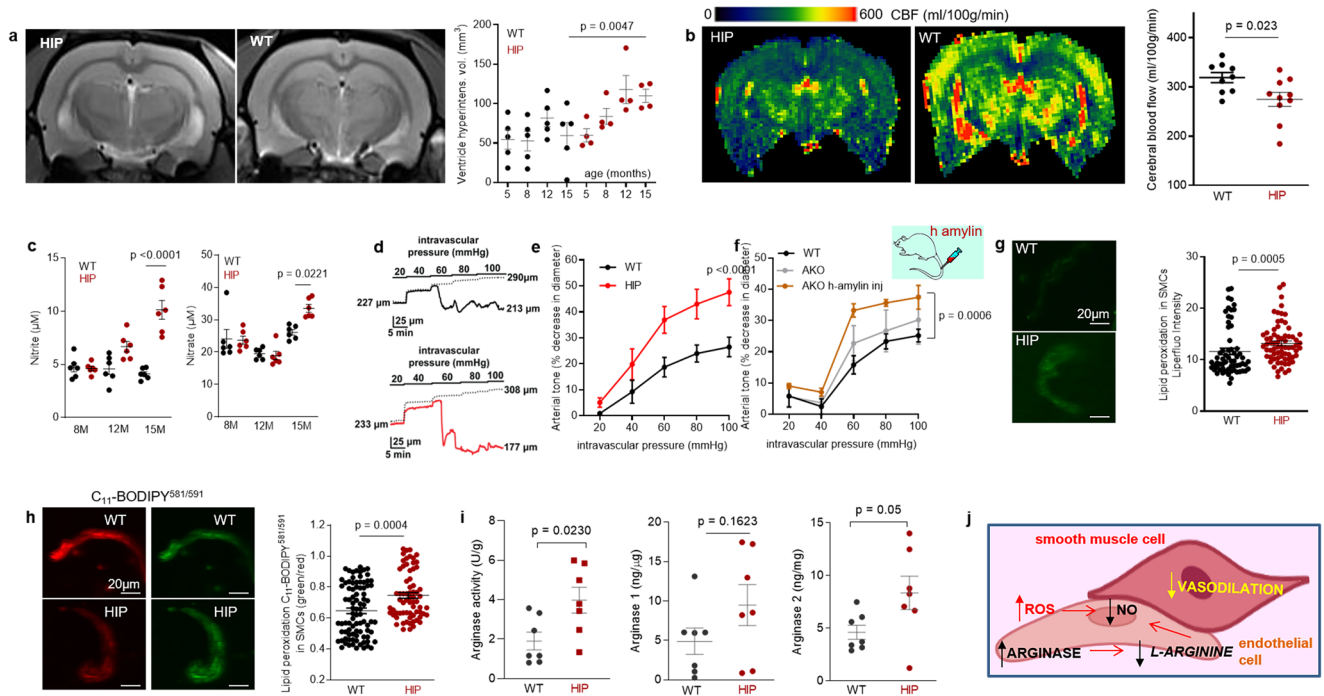 a
HIP
WT
Ventricle hyperintens. vol. (mm³)
200
150
100
50
0
WT
HIP
p = 0.0047
age (months)
5 8 12 15 5 8 12 15
b
0 600 CBF (ml/100g/min)
HIP
WT
Cerebral blood flow (ml/100g/min)
400
300
200
100
p = 0.023
WT HIP
c
Nitrite (µM)
15
10
5
0
WT
HIP
p <0.0001
8M 12M 15M
Nitrate (µM)
50
40
30
20
10
0
WT
HIP
p = 0.0221
8M 12M 15M
d
intravascular
pressure (mmHg)
20 40 60 80 100
290µm
227 µm
213 µm
25 µm
5 min
intravascular
pressure (mmHg)
20 40 60 80 100
308 µm
233 µm
177 µm
25 µm
5 min
e
Arterial tone (% decrease in diameter)
60
50
40
30
20
10
0
WT
HIP
p <0.0001
20 40 60 80 100
intravascular pressure (mmHg)
f
h amylin
Arterial tone (% decrease in diameter)
50
40
30
20
10
0
WT
AKO
AKO h-amylin inj
p = 0.0006
20 40 60 80 100
intravascular pressure (mmHg)
g
WT
20µm
HIP
Lipid peroxidation in SMCs
Liperfluo Intensity
30
20
10
0
p = 0.0005
WT HIP
h
C₁₁-BODIPY⁵⁸¹/⁵⁹¹
WT
WT
20µm
HIP
HIP
Lipid peroxidation C₁₁-BODIPY⁵⁸¹/⁵⁹¹
in SMCs (green/red)
1.2
1.0
0.8
0.6
0.4
0.2
p = 0.0004
WT HIP
i
Arginase activity (U/g)
8
6
4
2
0
p = 0.0230
WT HIP
Arginase 1 (ng/µg)
20
15
10
5
0
p = 0.1623
WT HIP
Arginase 2 (ng/mg)
15
10
5
0
p = 0.05
WT HIP
j
smooth muscle cell
VASODILATION
ROS
NO
endothelial
cell
ARGINASE
L-ARGININE